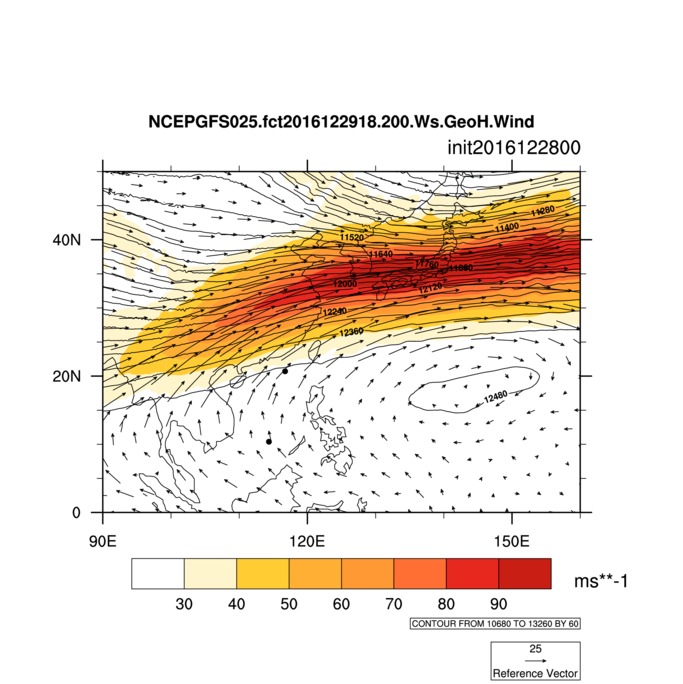 NCEPGFS025.fct2016122918.200.Ws.GeoH.Wind
init2016122800
11280
11400
11520
40N
11640
11760
11880
12000
12120
12240
12360
20N
12480
0
90E 120E 150E
30 40 50 60 70 80 90
ms**-1
CONTOUR FROM 10680 TO 13260 BY 60
25
Reference Vector